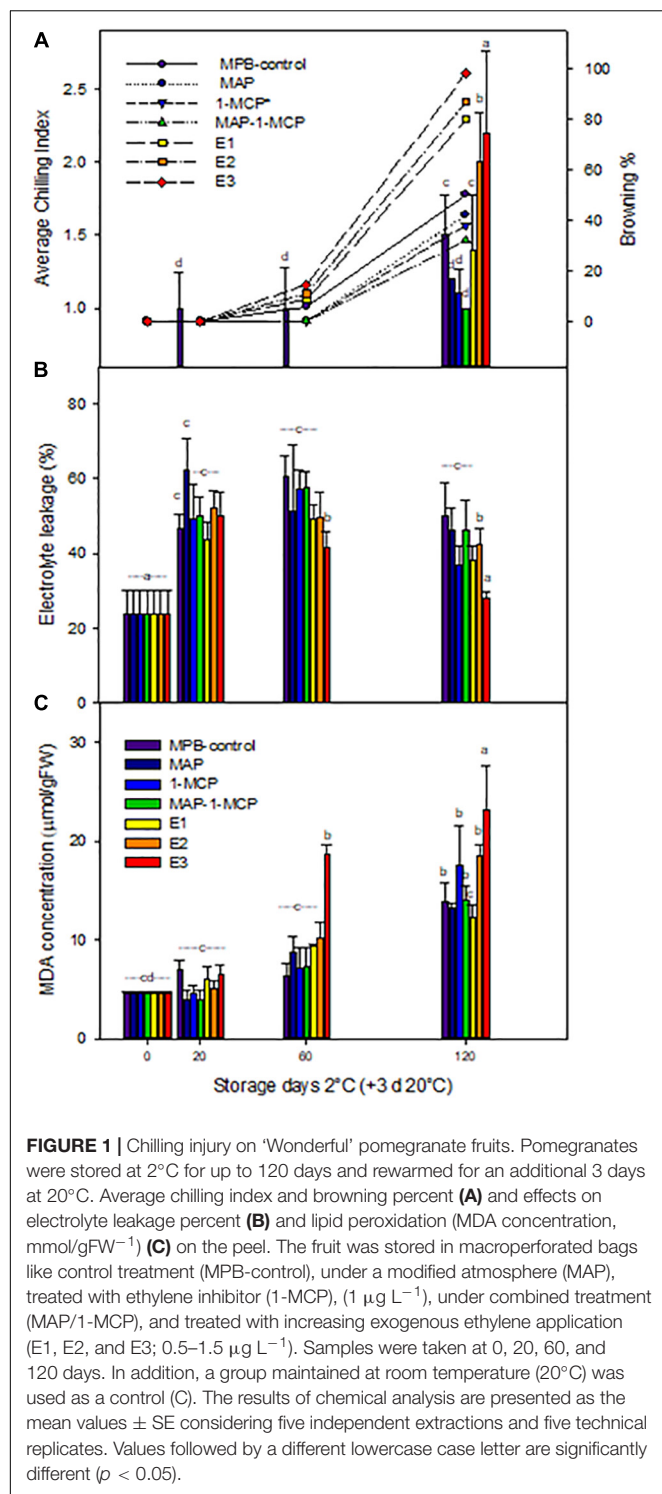 A
MPB-control
MAP
1-MCP*
MAP-1-MCP
E1
E2
E3
Average Chilling Index
2.5
2.0
1.5
1.0
Browning %
100
80
60
40
20
0
d
d
c
d
d
c
b
a
B
Electrolyte leakage (%)
80
60
40
20
0
a
c
c
c
c
b
c
b
a
C
MDA concentration (μmol/gFW)
30
20
10
0
MPB-control
MAP
1-MCP
MAP-1-MCP
E1
E2
E3
cd
c
c
b
b
b
b
c
b
a
0
20
60
120
Storage days 2°C (+3 d 20°C)
FIGURE 1 | Chilling injury on ‘Wonderful’ pomegranate fruits. Pomegranates
were stored at 2°C for up to 120 days and rewarmed for an additional 3 days
at 20°C. Average chilling index and browning percent (A) and effects on
electrolyte leakage percent (B) and lipid peroxidation (MDA concentration,
mmol/gFW⁻¹) (C) on the peel. The fruit was stored in macroperforated bags
like control treatment (MPB-control), under a modified atmosphere (MAP),
treated with ethylene inhibitor (1-MCP), (1 μg L⁻¹), under combined treatment
(MAP/1-MCP), and treated with increasing exogenous ethylene application
(E1, E2, and E3; 0.5–1.5 μg L⁻¹). Samples were taken at 0, 20, 60, and
120 days. In addition, a group maintained at room temperature (20°C) was
used as a control (C). The results of chemical analysis are presented as the
mean values ± SE considering five independent extractions and five technical
replicates. Values followed by a different lowercase case letter are significantly
different (p < 0.05).